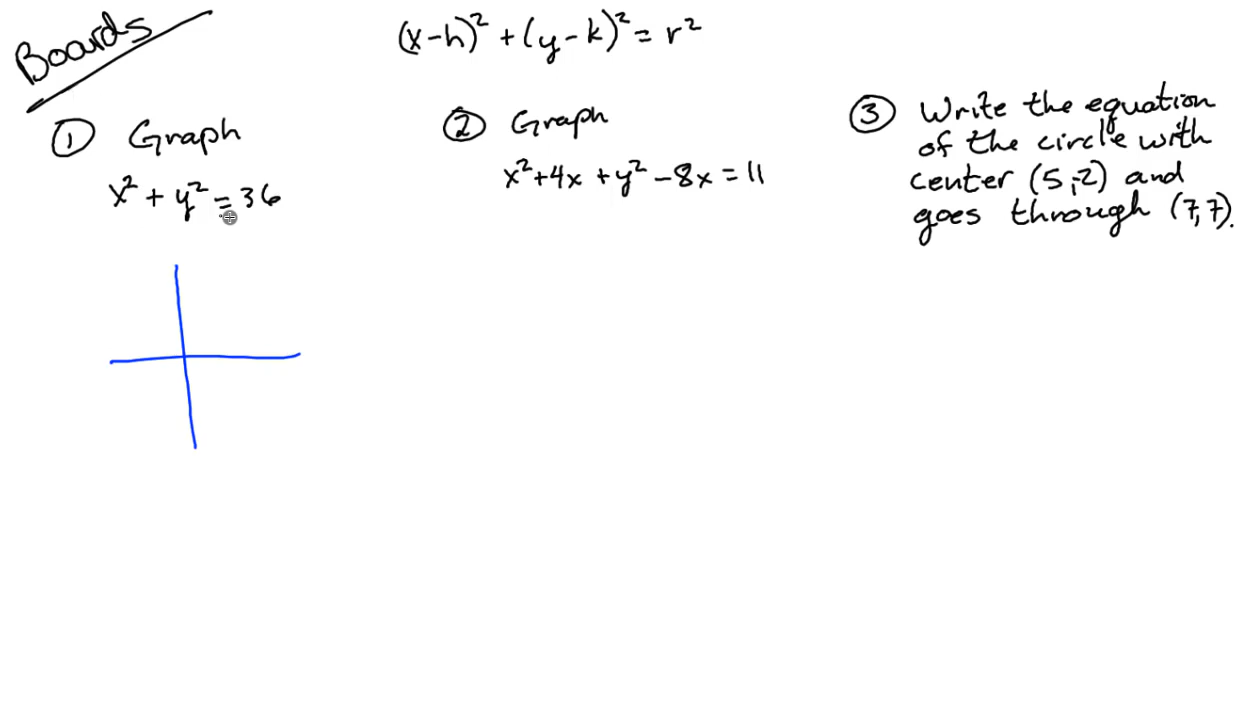 Boards
(x-h)² + (y-k)² = r²
① Graph
x² + y² = 36
② Graph
x²+4x + y² - 8x = 11
③ Write the equation
of the circle with
center (5,-2) and
goes through (7,7).